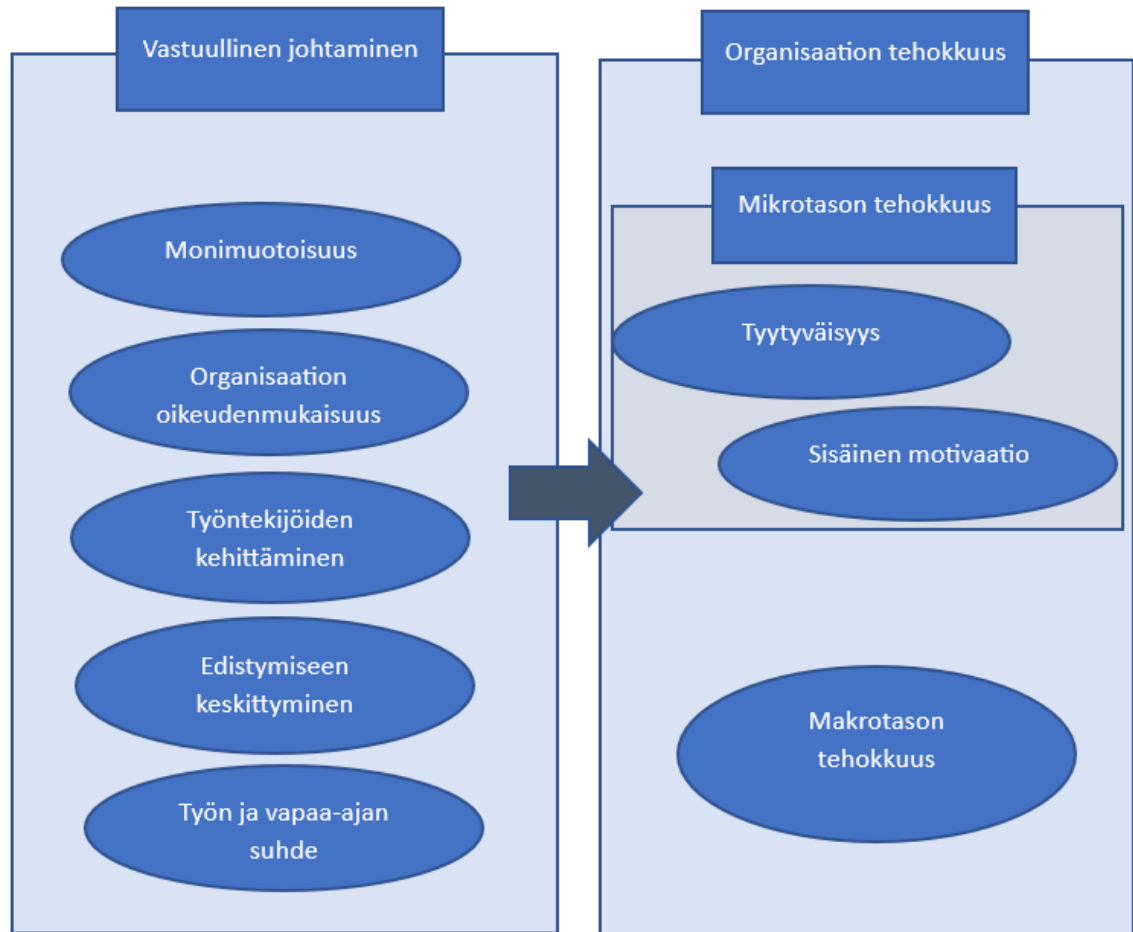 Vastuullinen johtaminen
Monimuotoisuus
Organisaation
oikeudenmukaisuus
Työntekijöiden
kehittäminen
Edistymiseen
keskittyminen
Työn ja vapaa-ajan
suhde
Organisaation tehokkuus
Mikrotason tehokkuus
Tyytyväisyys
Sisäinen motivaatio
Makrotason
tehokkuus